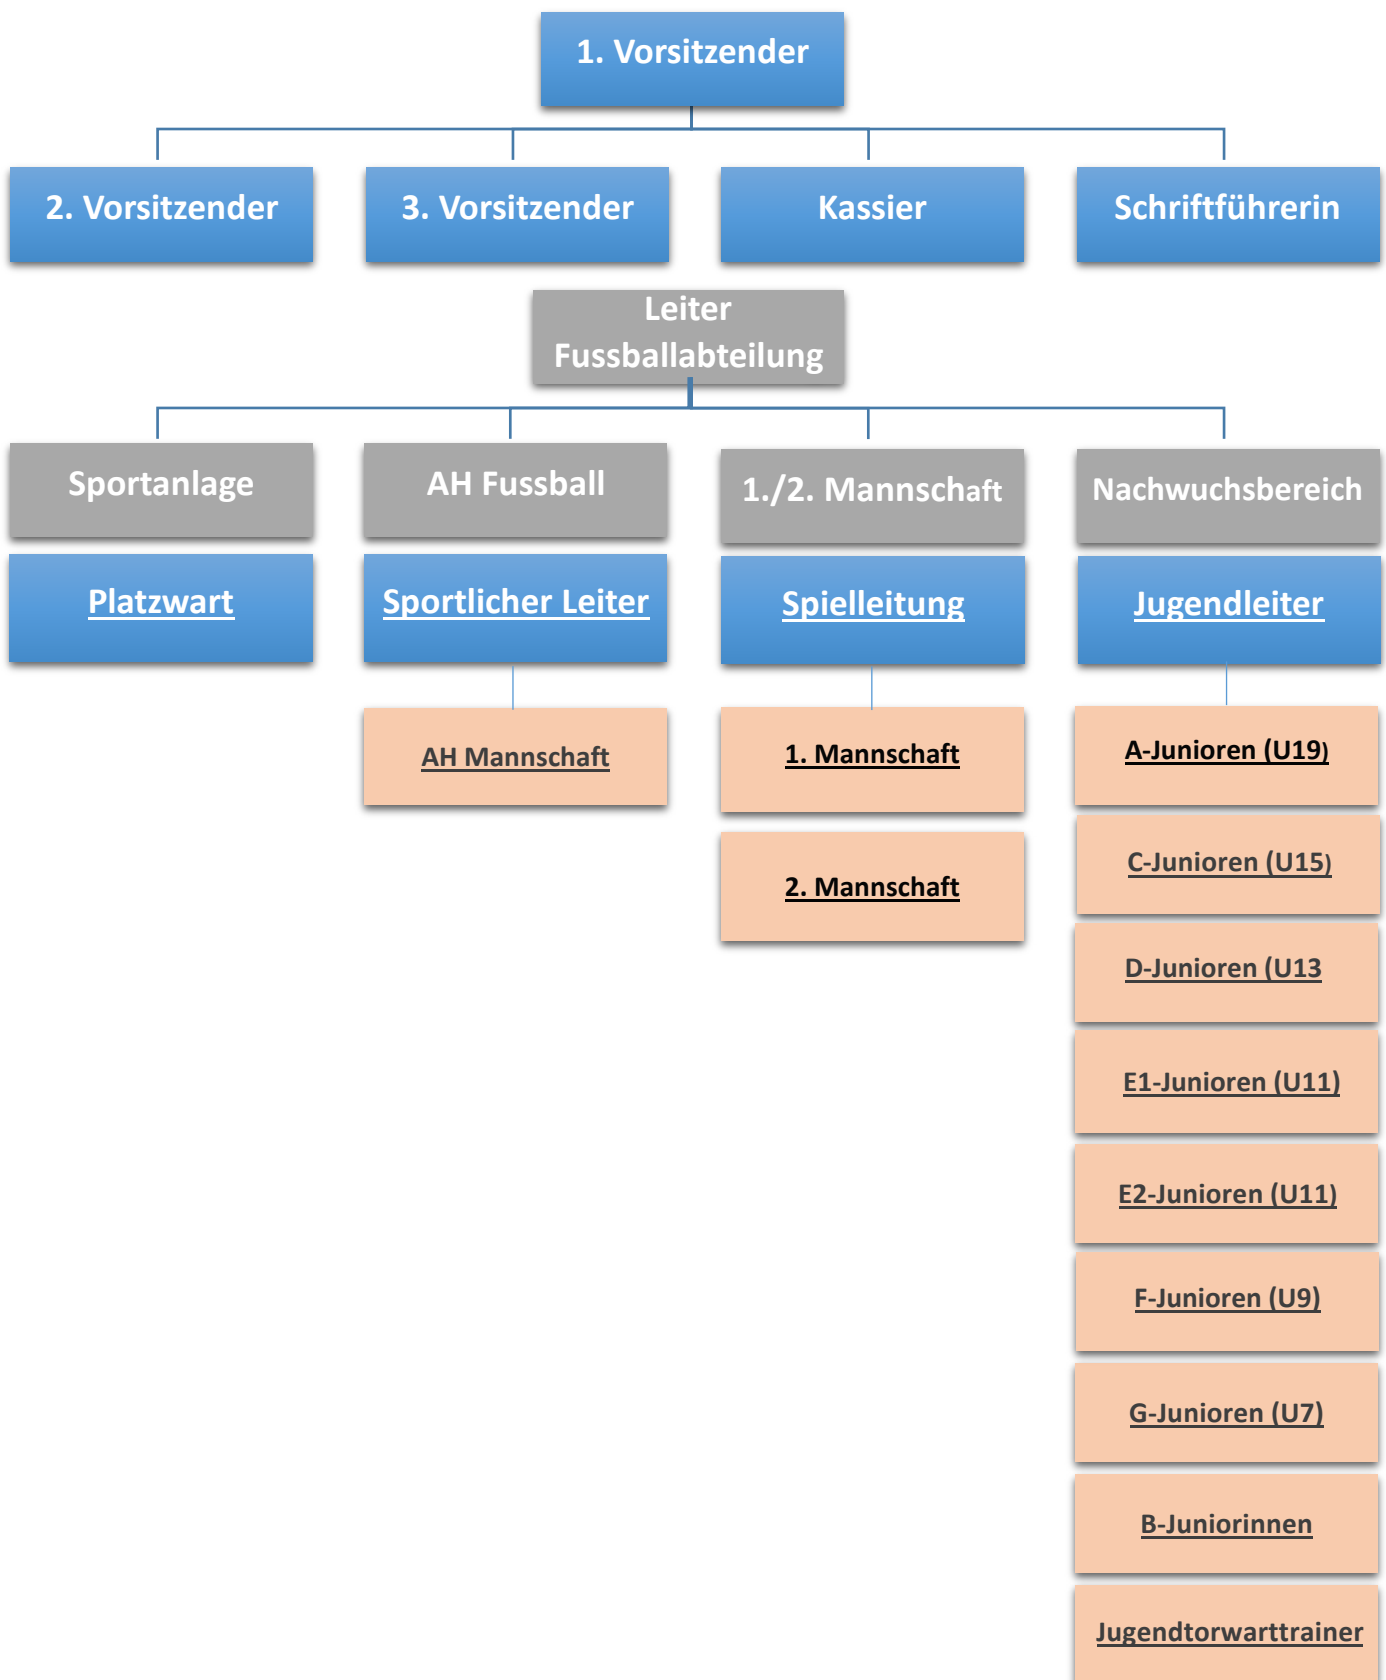 1. Vorsitzender
2. Vorsitzender
3. Vorsitzender
Kassier
Schriftführerin
Leiter
Fussballabteilung
Sportanlage
AH Fussball
1./2. Mannschaft
Nachwuchsbereich
Platzwart
Sportlicher Leiter
Spielleitung
Jugendleiter
AH Mannschaft
1. Mannschaft
2. Mannschaft
A-Junioren (U19)
C-Junioren (U15)
D-Junioren (U13
E1-Junioren (U11)
E2-Junioren (U11)
F-Junioren (U9)
G-Junioren (U7)
B-Juniorinnen
Jugendtorwarttrainer